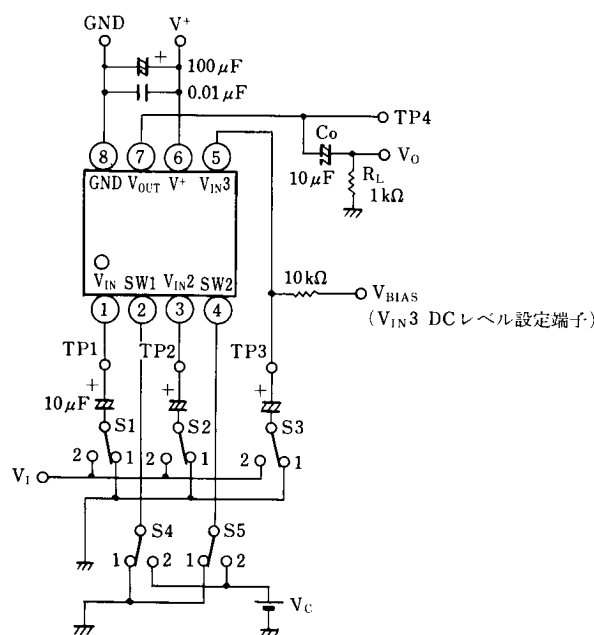 GND V+
+ 100μF
0.01μF
TP4
Co
VO
10μF RL
1kΩ
8 7 6 5
GND VOUT V+ VIN3
VIN SW1 VIN2 SW2
1 2 3 4
10kΩ
VBIAS
(VIN3 DCレベル設定端子)
TP1 TP2 TP3
+ + +
10μF
S1 S2 S3
2 1 2 1 2 1
VI
S4 S5
1 2 1 2
VC